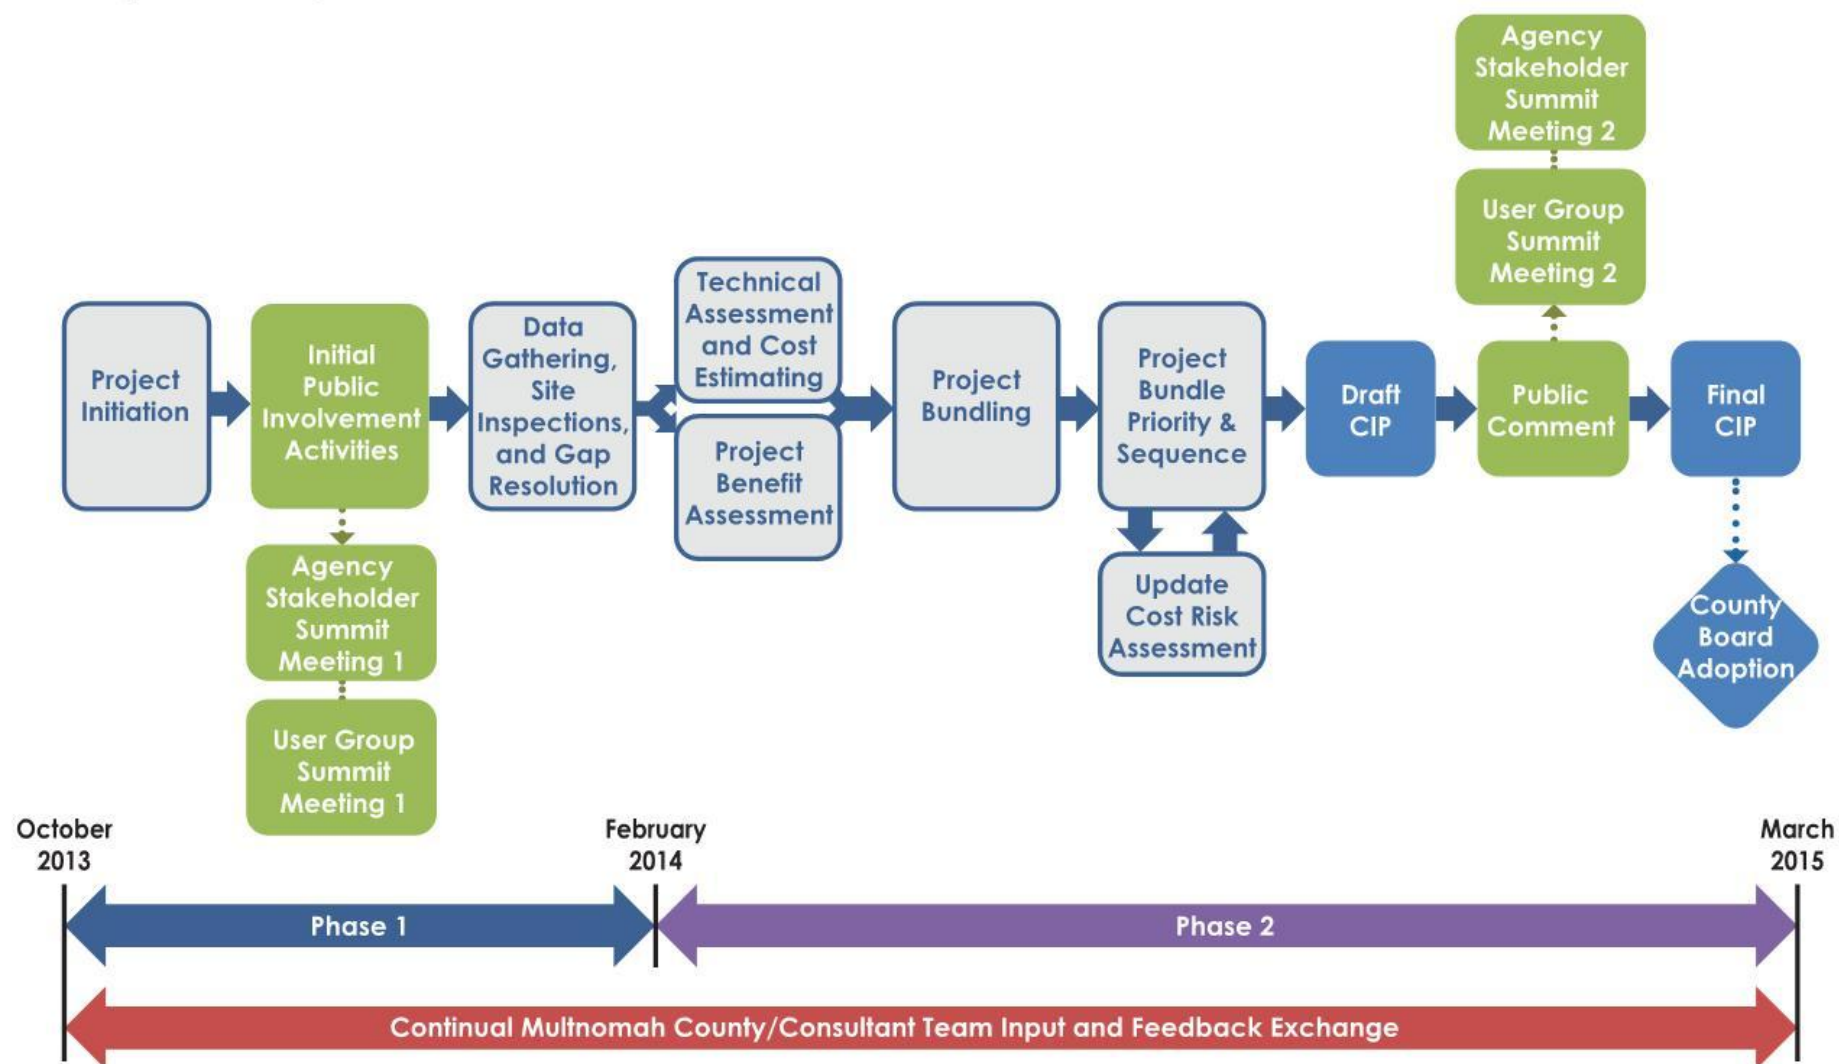 Agency
Stakeholder
Summit
Meeting 2
User Group
Summit
Meeting 2
Project
Initiation
Initial
Public
Involvement
Activities
Data
Gathering,
Site
Inspections,
and Gap
Resolution
Technical
Assessment
and Cost
Estimating
Project
Benefit
Assessment
Project
Bundling
Project
Bundle
Priority &
Sequence
Update
Cost Risk
Assessment
Draft
CIP
Public
Comment
Final
CIP
County
Board
Adoption
Agency
Stakeholder
Summit
Meeting 1
User Group
Summit
Meeting 1
October
2013
February
2014
March
2015
Phase 1
Phase 2
Continual Multnomah County/Consultant Team Input and Feedback Exchange